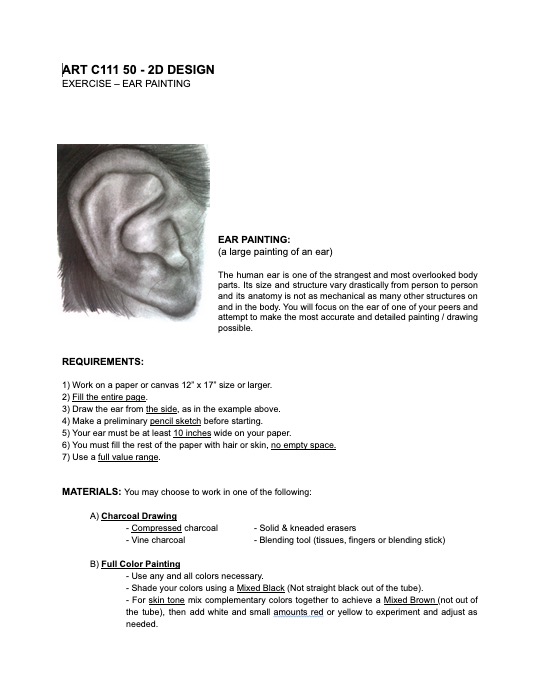 ART C111 50 - 2D DESIGN
EXERCISE – EAR PAINTING
EAR PAINTING:
(a large painting of an ear)
The human ear is one of the strangest and most overlooked body
parts. Its size and structure vary drastically from person to person
and its anatomy is not as mechanical as many other structures on
and in the body. You will focus on the ear of one of your peers and
attempt to make the most accurate and detailed painting / drawing
possible.
REQUIREMENTS:
1) Work on a paper or canvas 12" x 17" size or larger.
2) Fill the entire page.
3) Draw the ear from the side, as in the example above.
4) Make a preliminary pencil sketch before starting.
5) Your ear must be at least 10 inches wide on your paper.
6) You must fill the rest of the paper with hair or skin, no empty space.
7) Use a full value range.
MATERIALS: You may choose to work in one of the following:
A) Charcoal Drawing
- Compressed charcoal - Solid & kneaded erasers
- Vine charcoal - Blending tool (tissues, fingers or blending stick)
B) Full Color Painting
- Use any and all colors necessary.
- Shade your colors using a Mixed Black (Not straight black out of the tube).
- For skin tone mix complementary colors together to achieve a Mixed Brown (not out of
the tube), then add white and small amounts red or yellow to experiment and adjust as
needed.